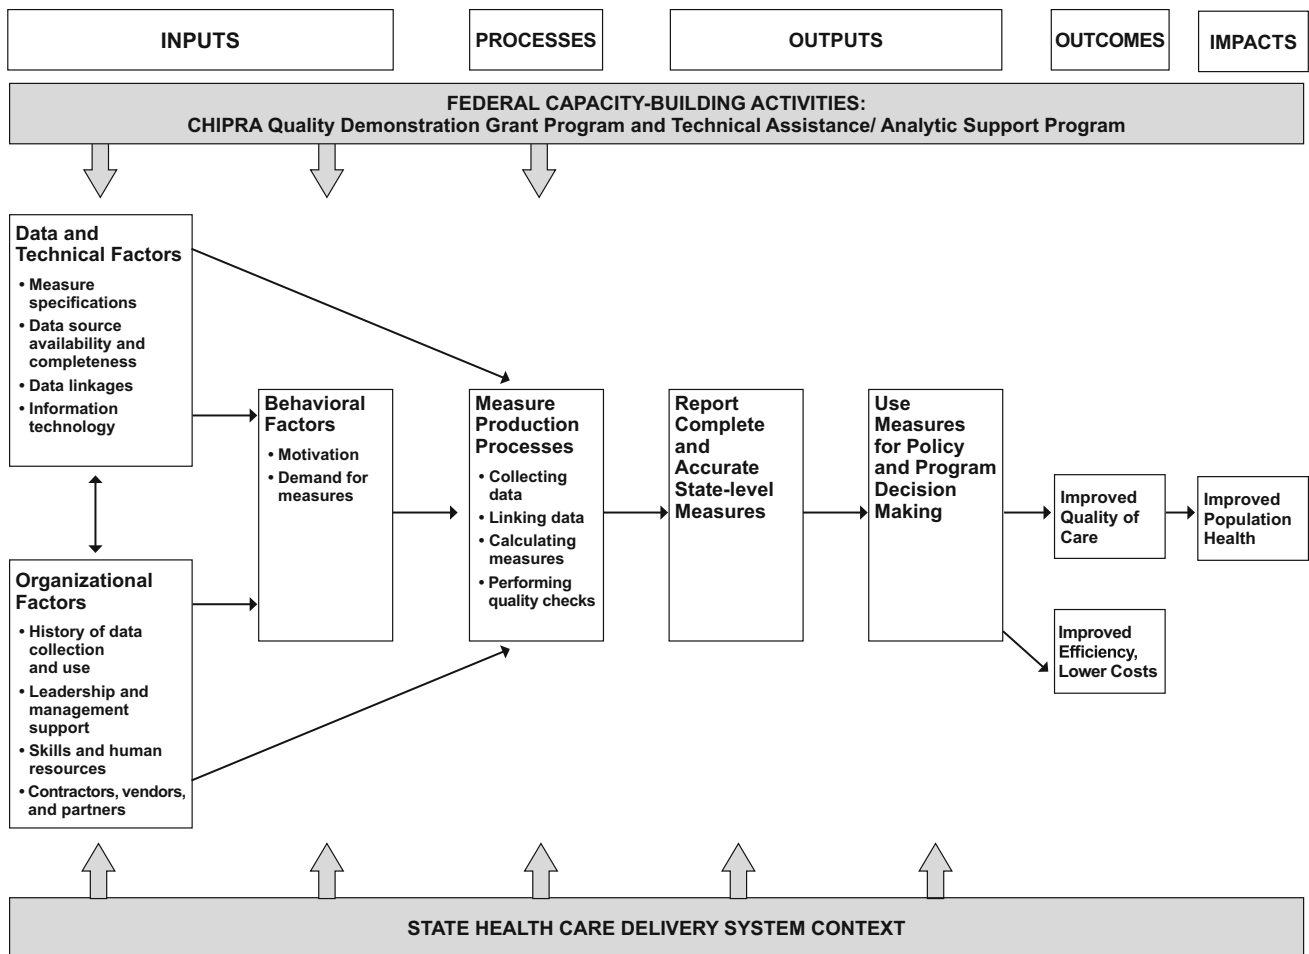 INPUTS
PROCESSES
OUTPUTS
OUTCOMES
IMPACTS
FEDERAL CAPACITY-BUILDING ACTIVITIES:
CHIPRA Quality Demonstration Grant Program and Technical Assistance/ Analytic Support Program
Data and
Technical Factors
• Measure
specifications
• Data source
availability and
completeness
• Data linkages
• Information
technology
Organizational
Factors
• History of data
collection
and use
• Leadership and
management
support
• Skills and human
resources
• Contractors, vendors,
and partners
Behavioral
Factors
• Motivation
• Demand for
measures
Measure
Production
Processes
• Collecting
data
• Linking data
• Calculating
measures
• Performing
quality checks
Report
Complete
and
Accurate
State-level
Measures
Use
Measures
for Policy
and Program
Decision
Making
Improved
Quality of
Care
Improved
Efficiency,
Lower Costs
Improved
Population
Health
STATE HEALTH CARE DELIVERY SYSTEM CONTEXT